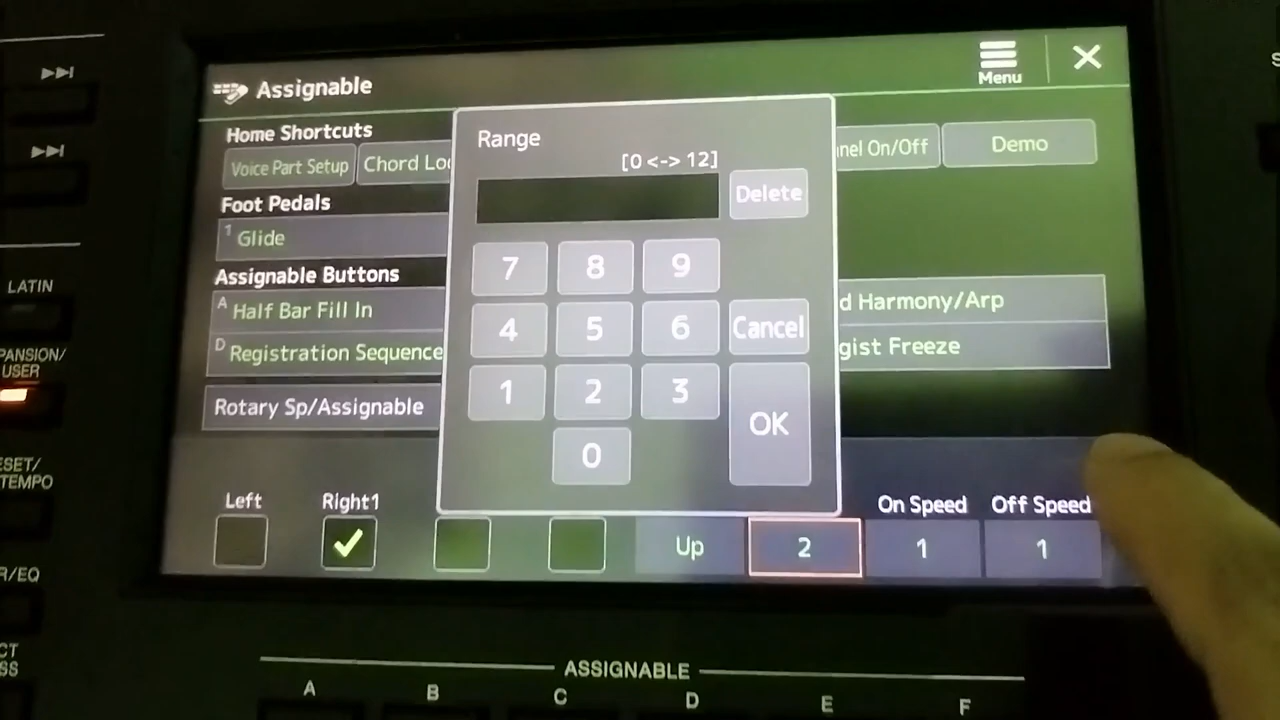 Assignable
Menu
Home Shortcuts
Voice Part Setup
Chord Loo
nel On/Off
Demo
Foot Pedals
1 Glide
Assignable Buttons
A Half Bar Fill In
d Harmony/Arp
D Registration Sequence
gist Freeze
Rotary Sp/Assignable
Range
[0 <-> 12]
Delete
7 8 9
4 5 6 Cancel
1 2 3
OK
0
Left
Right1
On Speed
Off Speed
Up
2
1
1
LATIN
PANSION/
USER
ESET/
TEMPO
R/EQ
CT
SS
ASSIGNABLE
A B C D E F
S